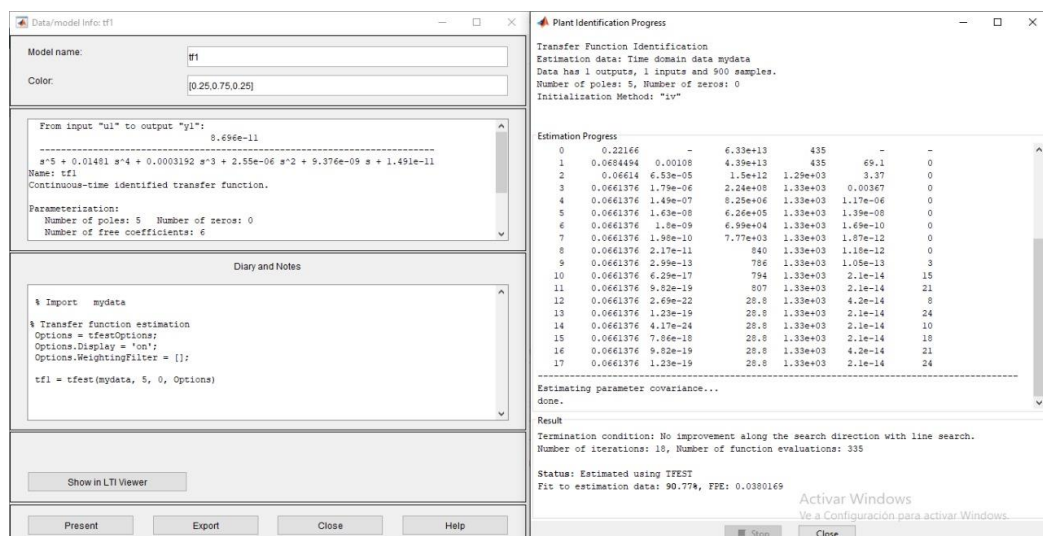 Data/model Info: tf1
Model name:
tf1
Color:
[0.25,0.75,0.25]
From input "u1" to output "y1":
8.696e-11
----------------------------------------------------------------------
s^5 + 0.01481 s^4 + 0.0003192 s^3 + 2.55e-06 s^2 + 9.376e-09 s + 1.491e-11
Name: tf1
Continuous-time identified transfer function.
Parameterization:
Number of poles: 5 Number of zeros: 0
Number of free coefficients: 6
Diary and Notes
% Import mydata
% Transfer function estimation
Options = tfestOptions;
Options.Display = 'on';
Options.WeightingFilter = [];
tf1 = tfest(mydata, 5, 0, Options)
Show in LTI Viewer
Present Export Close Help
Plant Identification Progress
Transfer Function Identification
Estimation data: Time domain data mydata
Data has 1 outputs, 1 inputs and 900 samples.
Number of poles: 5, Number of zeros: 0
Initialization Method: "iv"
Estimation Progress
0 0.22166 - 6.33e+13 435 - -
1 0.0684494 0.00108 4.39e+13 435 69.1 0
2 0.06614 6.53e-05 1.5e+12 1.29e+03 3.37 0
3 0.0661376 1.79e-06 2.24e+08 1.33e+03 0.00367 0
4 0.0661376 1.49e-07 8.25e+06 1.33e+03 1.17e-06 0
5 0.0661376 1.63e-08 6.26e+05 1.33e+03 1.39e-08 0
6 0.0661376 1.8e-09 6.99e+04 1.33e+03 1.69e-10 0
7 0.0661376 1.98e-10 7.77e+03 1.33e+03 1.87e-12 0
8 0.0661376 2.17e-11 840 1.33e+03 1.18e-12 0
9 0.0661376 2.99e-13 786 1.33e+03 1.05e-13 3
10 0.0661376 6.29e-17 794 1.33e+03 2.1e-14 15
11 0.0661376 9.82e-19 807 1.33e+03 2.1e-14 21
12 0.0661376 2.69e-22 28.8 1.33e+03 4.2e-14 8
13 0.0661376 1.23e-19 28.8 1.33e+03 2.1e-14 24
14 0.0661376 4.17e-24 28.8 1.33e+03 2.1e-14 10
15 0.0661376 7.86e-18 28.8 1.33e+03 2.1e-14 18
16 0.0661376 9.82e-19 28.8 1.33e+03 4.2e-14 21
17 0.0661376 1.23e-19 28.8 1.33e+03 2.1e-14 24
----------------------------------------------------------------------
Estimating parameter covariance...
done.
Result
Termination condition: No improvement along the search direction with line search.
Number of iterations: 18, Number of function evaluations: 335
Status: Estimated using TFEST
Fit to estimation data: 90.77%, FPE: 0.0380169
Activar Windows
Ve a Configuración para activar Windows.
Stop Close